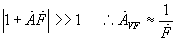 |1 + ȦḞ| >> 1 ∴ Ȧ_VF ≈ 1/Ḟ